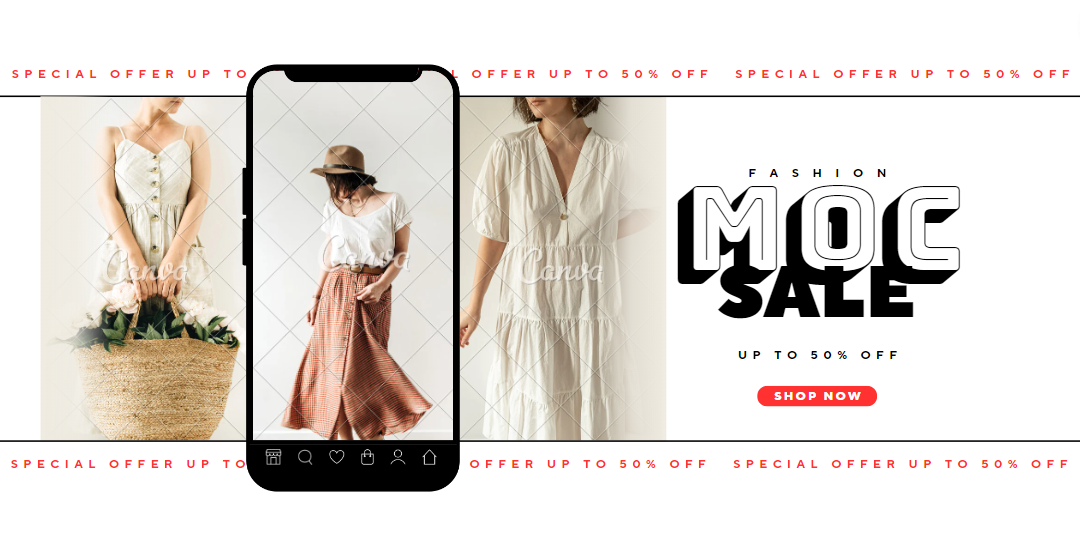 SPECIAL OFFER UP TO L OFFER UP TO 50% OFF SPECIAL OFFER UP TO 50% OFF
FASHION
MOC
SALE
UP TO 50% OFF
SHOP NOW
Canva Canva Canva
SPECIAL OFFER UP TO OFFER UP TO 50% OFF SPECIAL OFFER UP TO 50% OFF